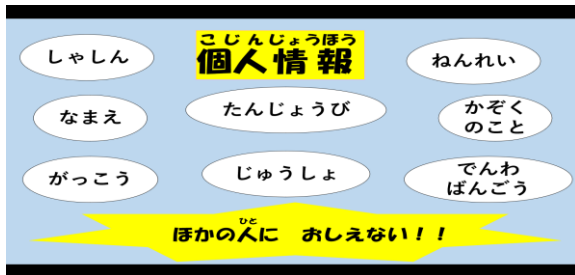 こじんじょうほう
個人情報
しゃしん
ねんれい
なまえ
たんじょうび
かぞく
のこと
がっこう
じゅうしょ
でんわ
ばんごう
ひと
ほかの人に おしえない！！